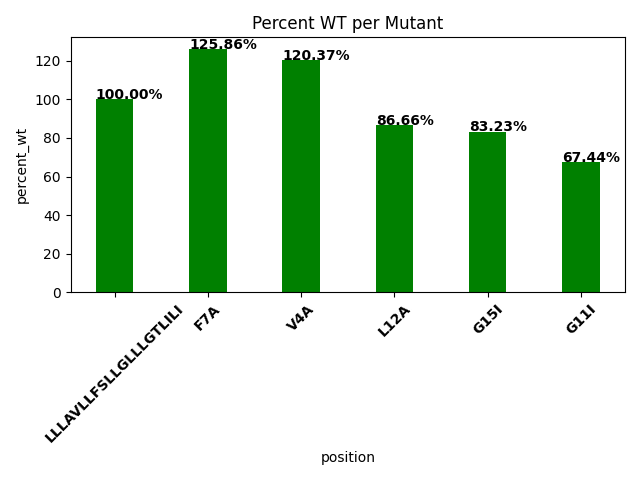 Percent WT per Mutant
percent_wt
120
100
80
60
40
20
0
100.00%
125.86%
120.37%
86.66%
83.23%
67.44%
LLLAVLLFSLLGLLLGTLILI
F7A
V4A
L12A
G15I
G11I
position